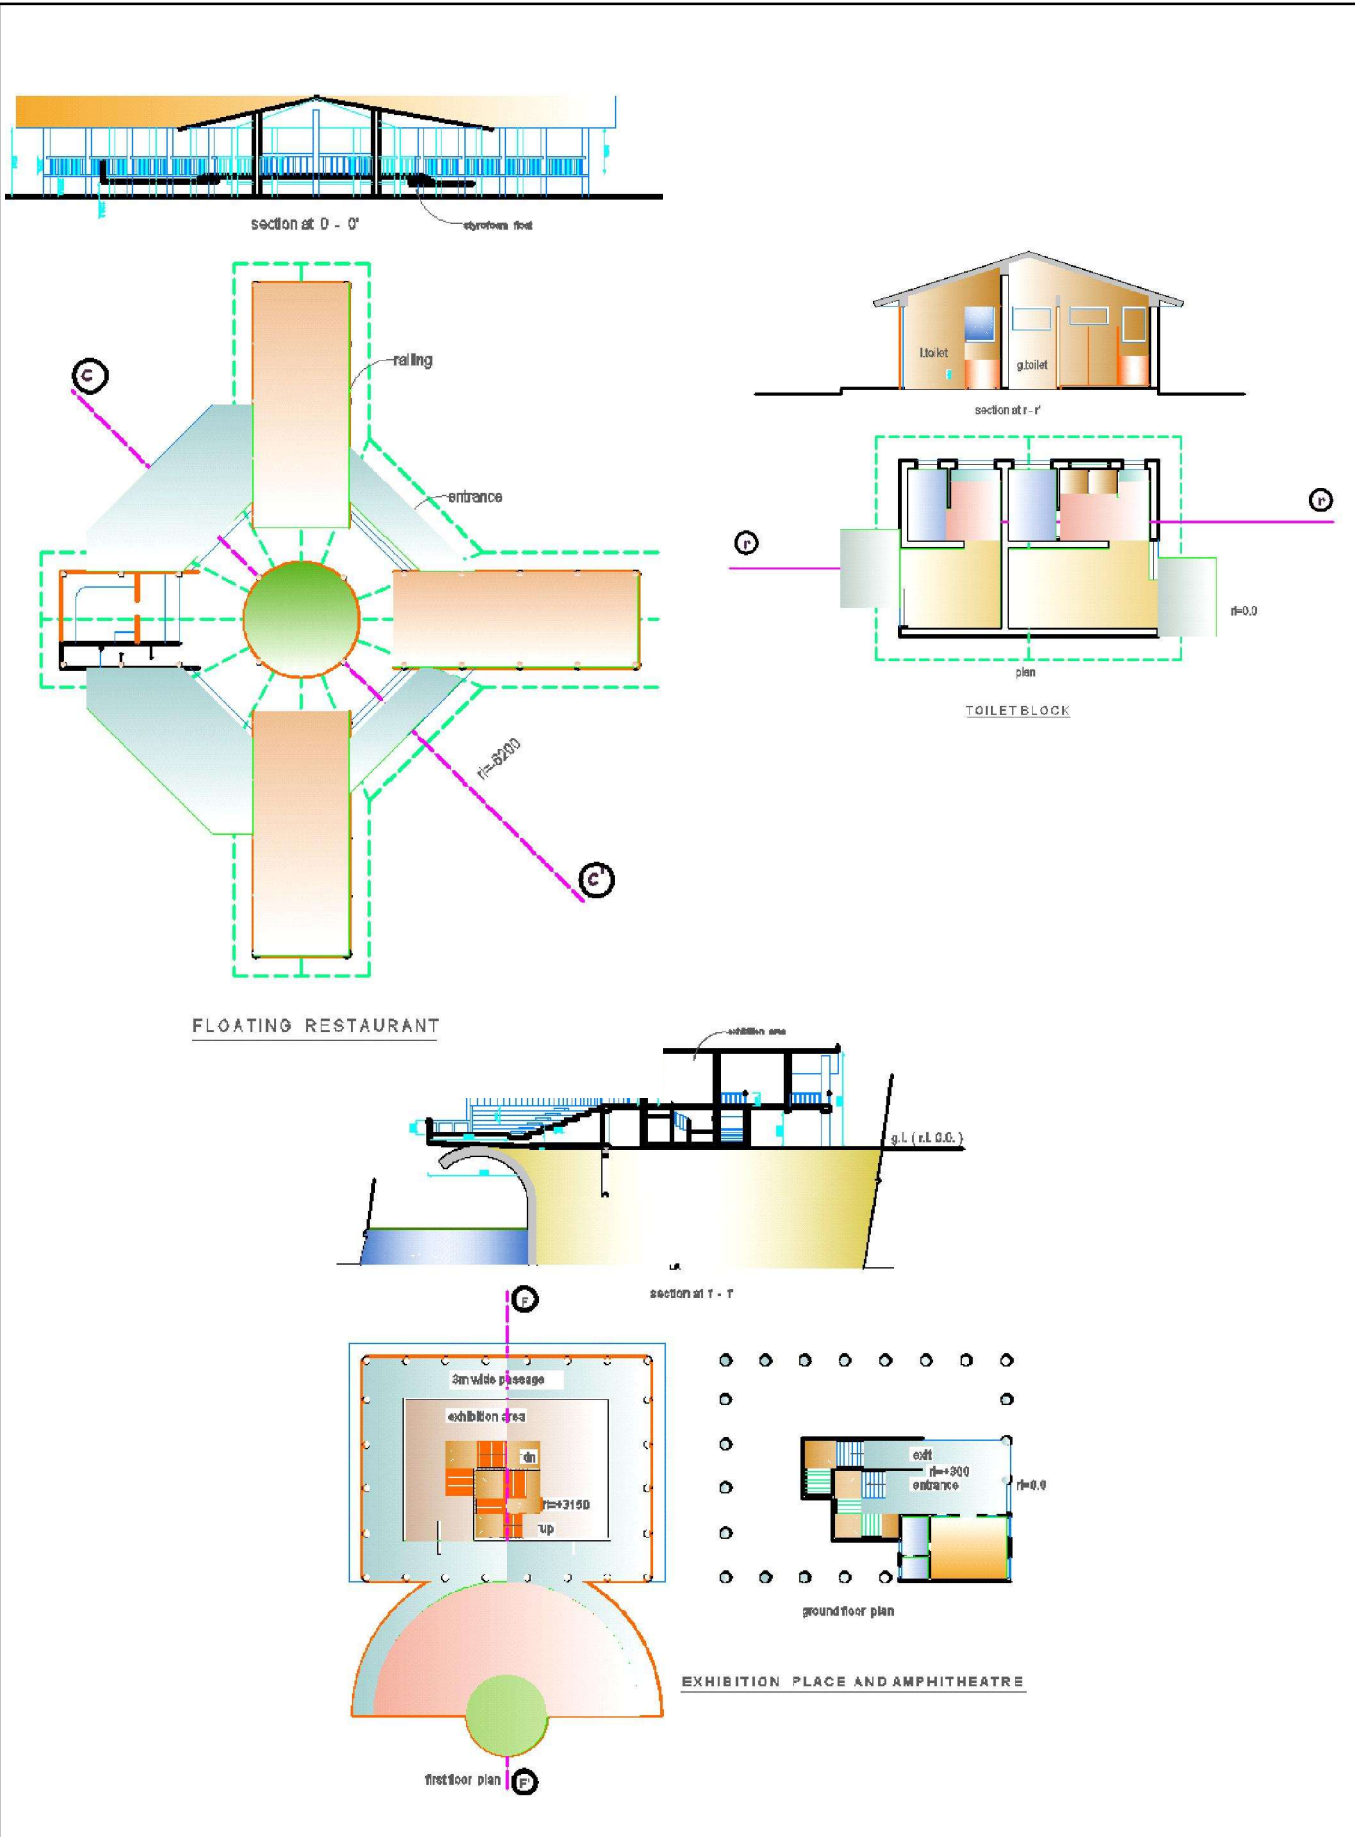 section at 0 - 0'
styrofoam float
C
railing
entrance
rl=-6200
C'
FLOATING RESTAURANT
l.toilet
g.toilet
section at r - r'
r
r
rl=0.0
plan
TOILET BLOCK
exhibition area
g.l. ( r.l. 0.0. )
section at f - f'
F
3m wide passage
exhibition area
dn
rl=+3150
up
first floor plan
F'
exit
rl=+300
entrance
rl=0.0
ground floor plan
EXHIBITION PLACE AND AMPHITHEATRE